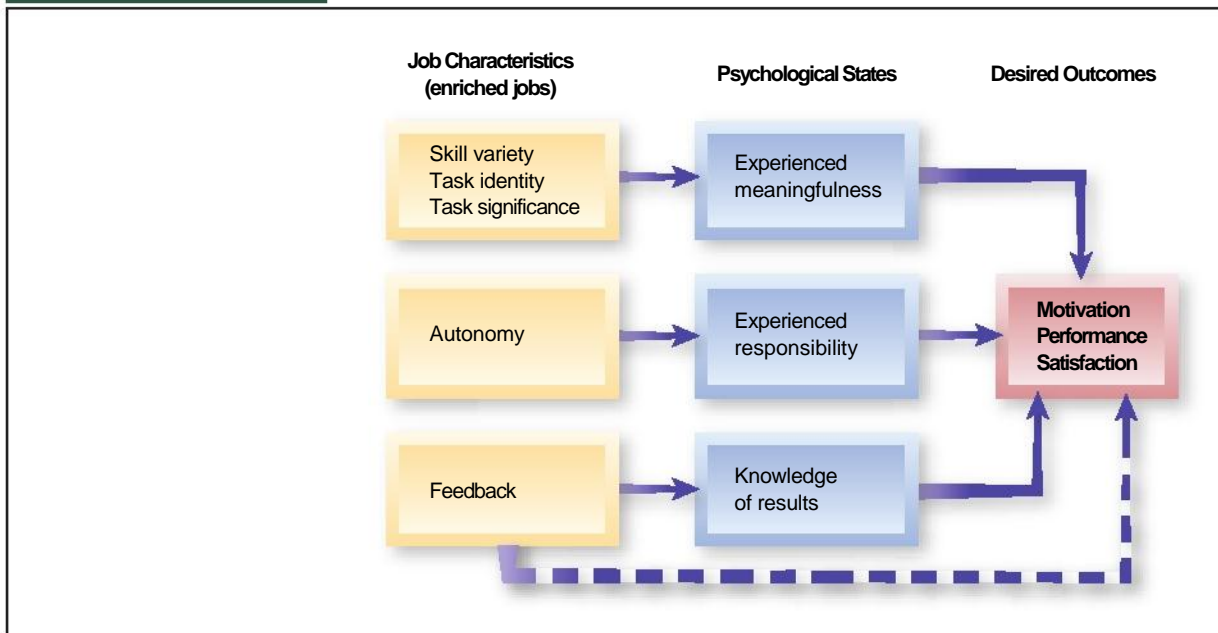 Job Characteristics
(enriched jobs)
Psychological States
Desired Outcomes
Skill variety
Task identity
Task significance
Experienced
meaningfulness
Autonomy
Experienced
responsibility
Motivation
Performance
Satisfaction
Feedback
Knowledge
of results